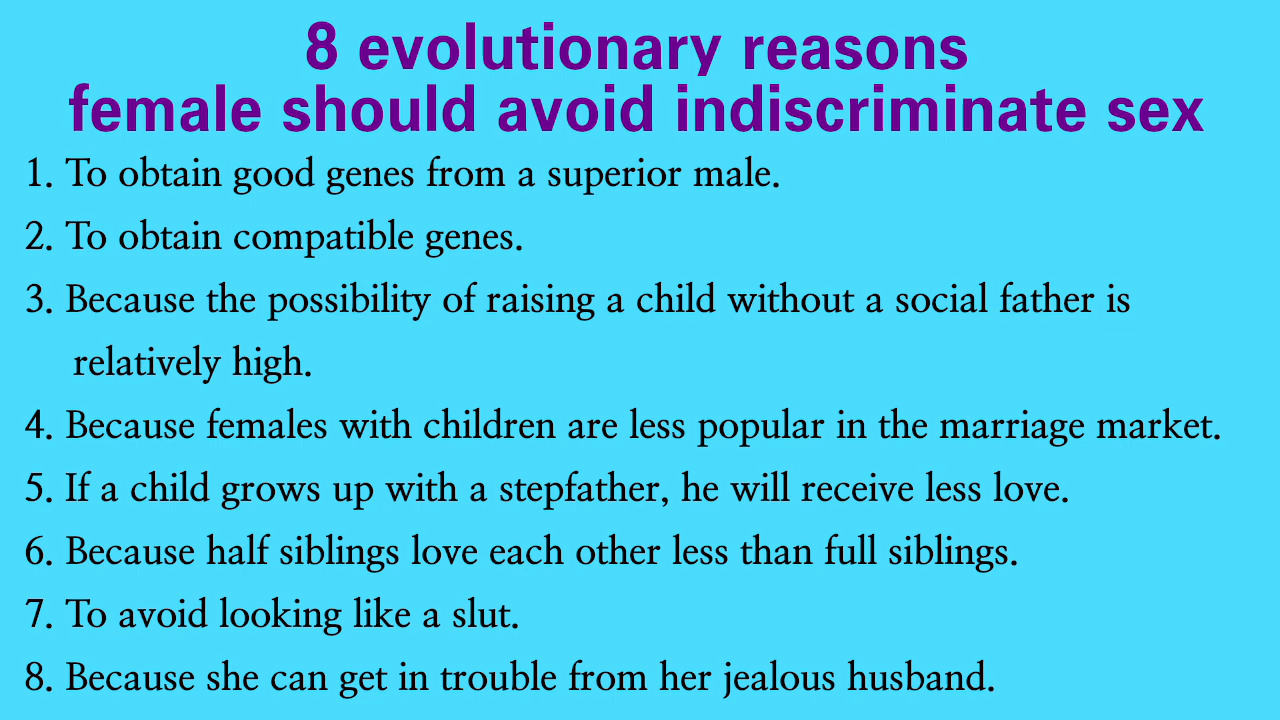 8 evolutionary reasons
female should avoid indiscriminate sex
1. To obtain good genes from a superior male.
2. To obtain compatible genes.
3. Because the possibility of raising a child without a social father is
relatively high.
4. Because females with children are less popular in the marriage market.
5. If a child grows up with a stepfather, he will receive less love.
6. Because half siblings love each other less than full siblings.
7. To avoid looking like a slut.
8. Because she can get in trouble from her jealous husband.